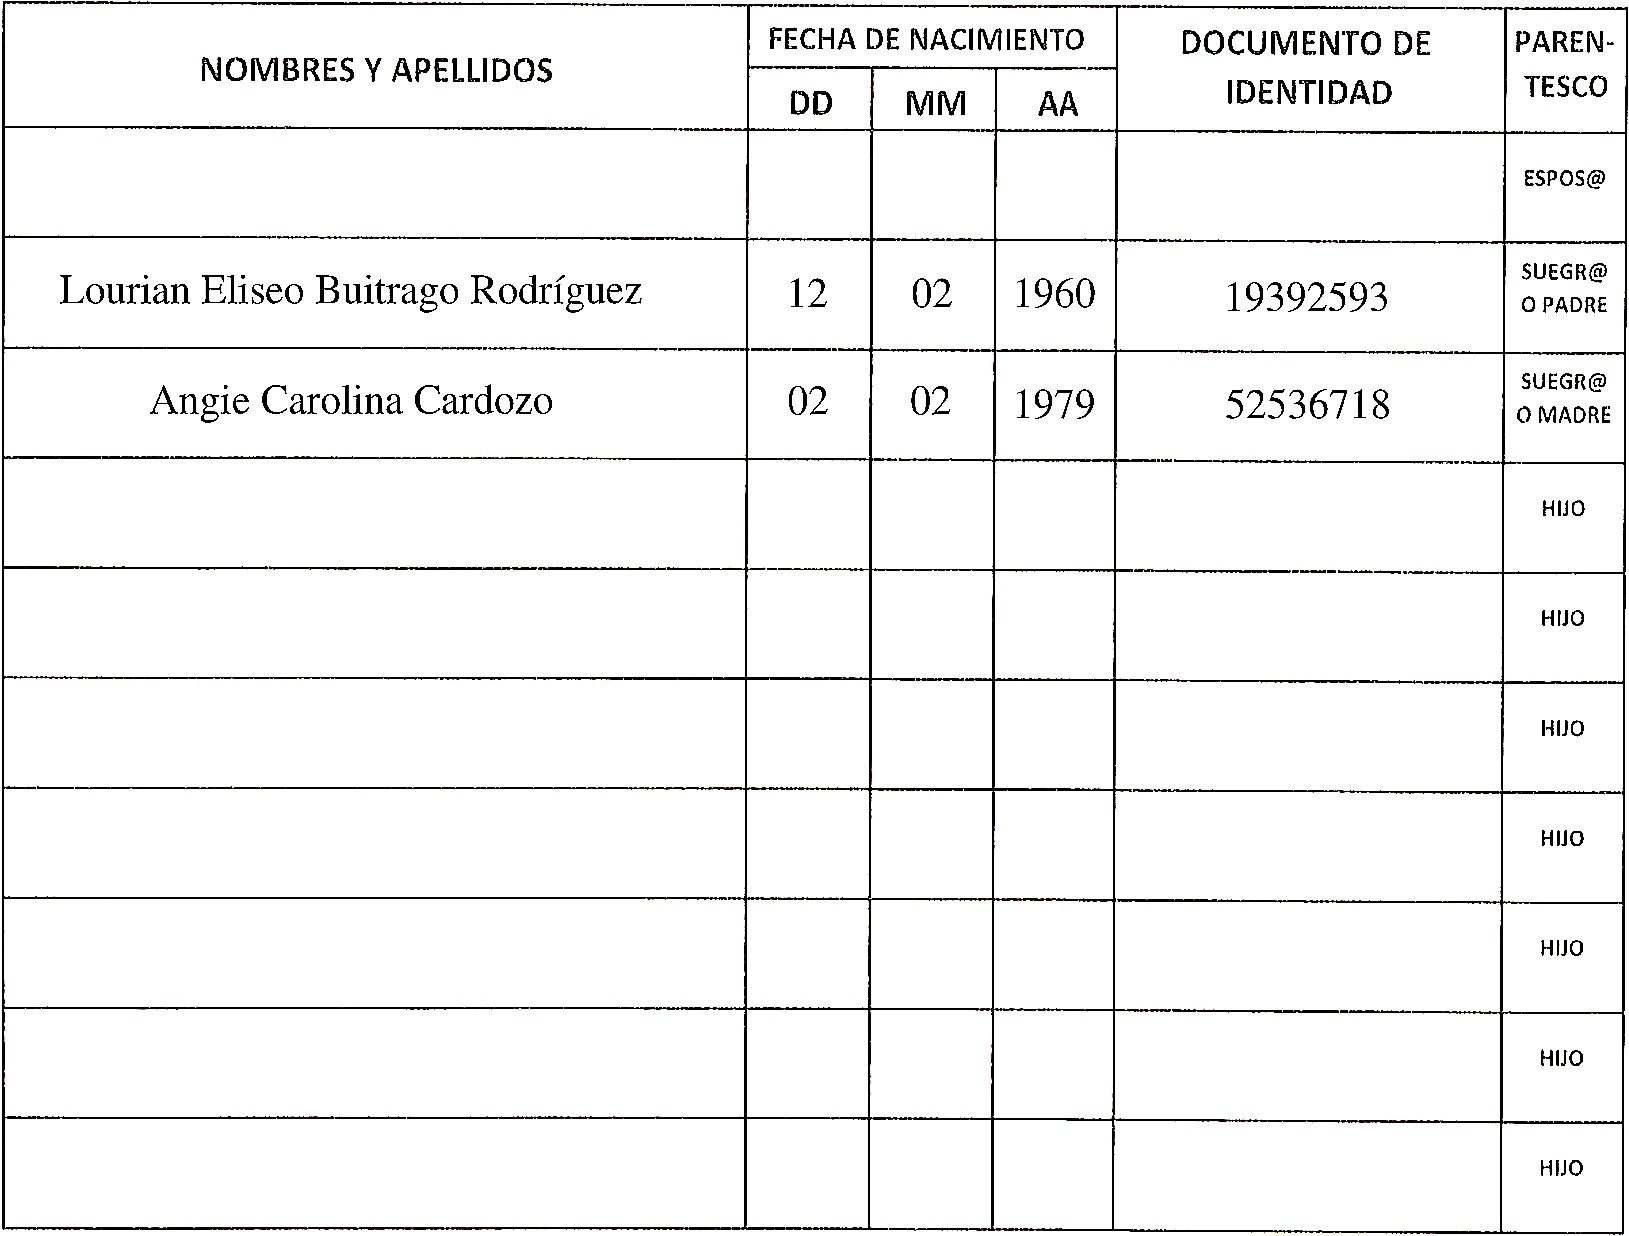 NOMBRES Y APELLIDOS
FECHA DE NACIMIENTO
DD MM AA
DOCUMENTO DE
IDENTIDAD
PAREN-
TESCO
ESPOS@
Lourian Eliseo Buitrago Rodríguez 12 02 1960 19392593 SUEGR@
O PADRE
Angie Carolina Cardozo 02 02 1979 52536718 SUEGR@
O MADRE
HIJO
HIJO
HIJO
HIJO
HIJO
HIJO
HIJO